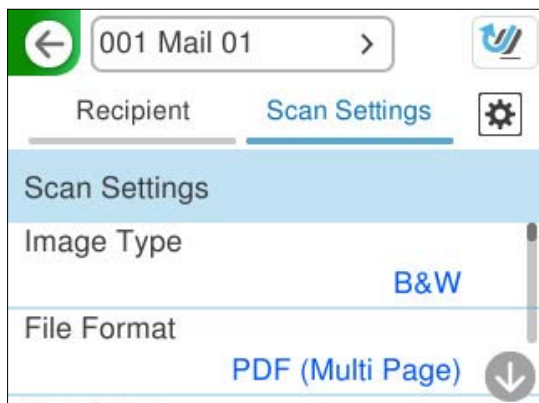 001 Mail 01
Recipient Scan Settings
Scan Settings
Image Type
B&W
File Format
PDF (Multi Page)